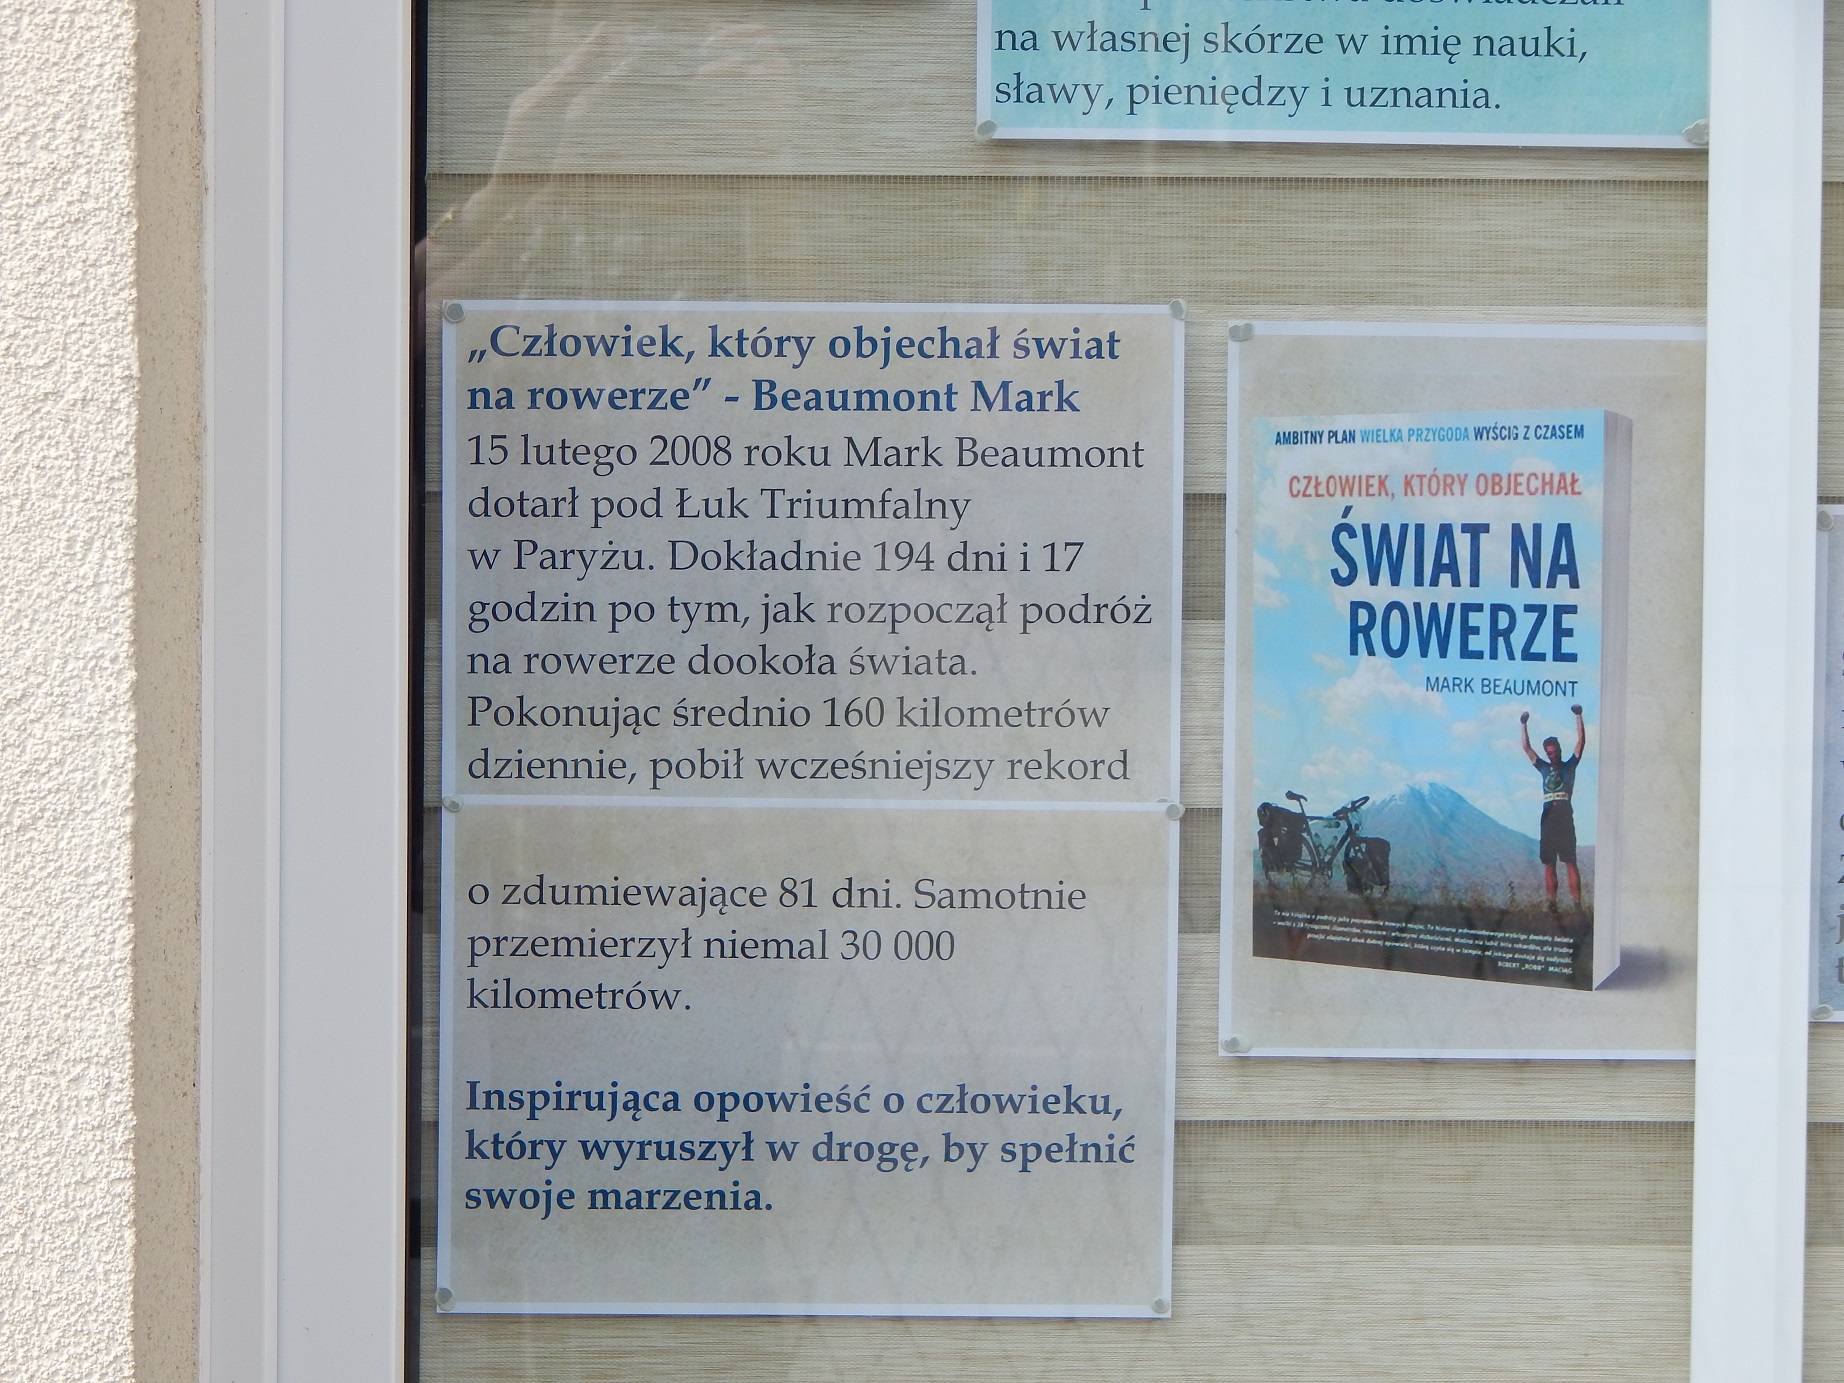 na własnej skórze w imię nauki,
sławy, pieniędzy i uznania.
„Człowiek, który objechał świat
na rowerze” - Beaumont Mark
15 lutego 2008 roku Mark Beaumont
dotarł pod Łuk Triumfalny
w Paryżu. Dokładnie 194 dni i 17
godzin po tym, jak rozpoczął podróż
na rowerze dookoła świata.
Pokonując średnio 160 kilometrów
dziennie, pobił wcześniejszy rekord
o zdumiewające 81 dni. Samotnie
przemierzył niemal 30 000
kilometrów.
Inspirująca opowieść o człowieku,
który wyruszył w drogę, by spełnić
swoje marzenia.
AMBITNY PLAN WIELKA PRZYGODA WYŚCIG Z CZASEM
CZŁOWIEK, KTÓRY OBJECHAŁ
ŚWIAT NA
ROWERZE
MARK BEAUMONT
ROBERT „ROBB” MACIĄG